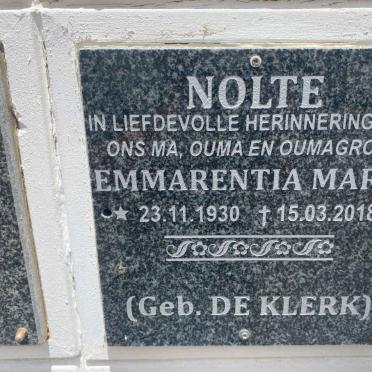 NOLTE
IN LIEFDEVOLLE HERINNERING
ONS MA, OUMA EN OUMAGRO
EMMARENTIA MAR
★ 23.11.1930 † 15.03.2018
(Geb. DE KLERK)